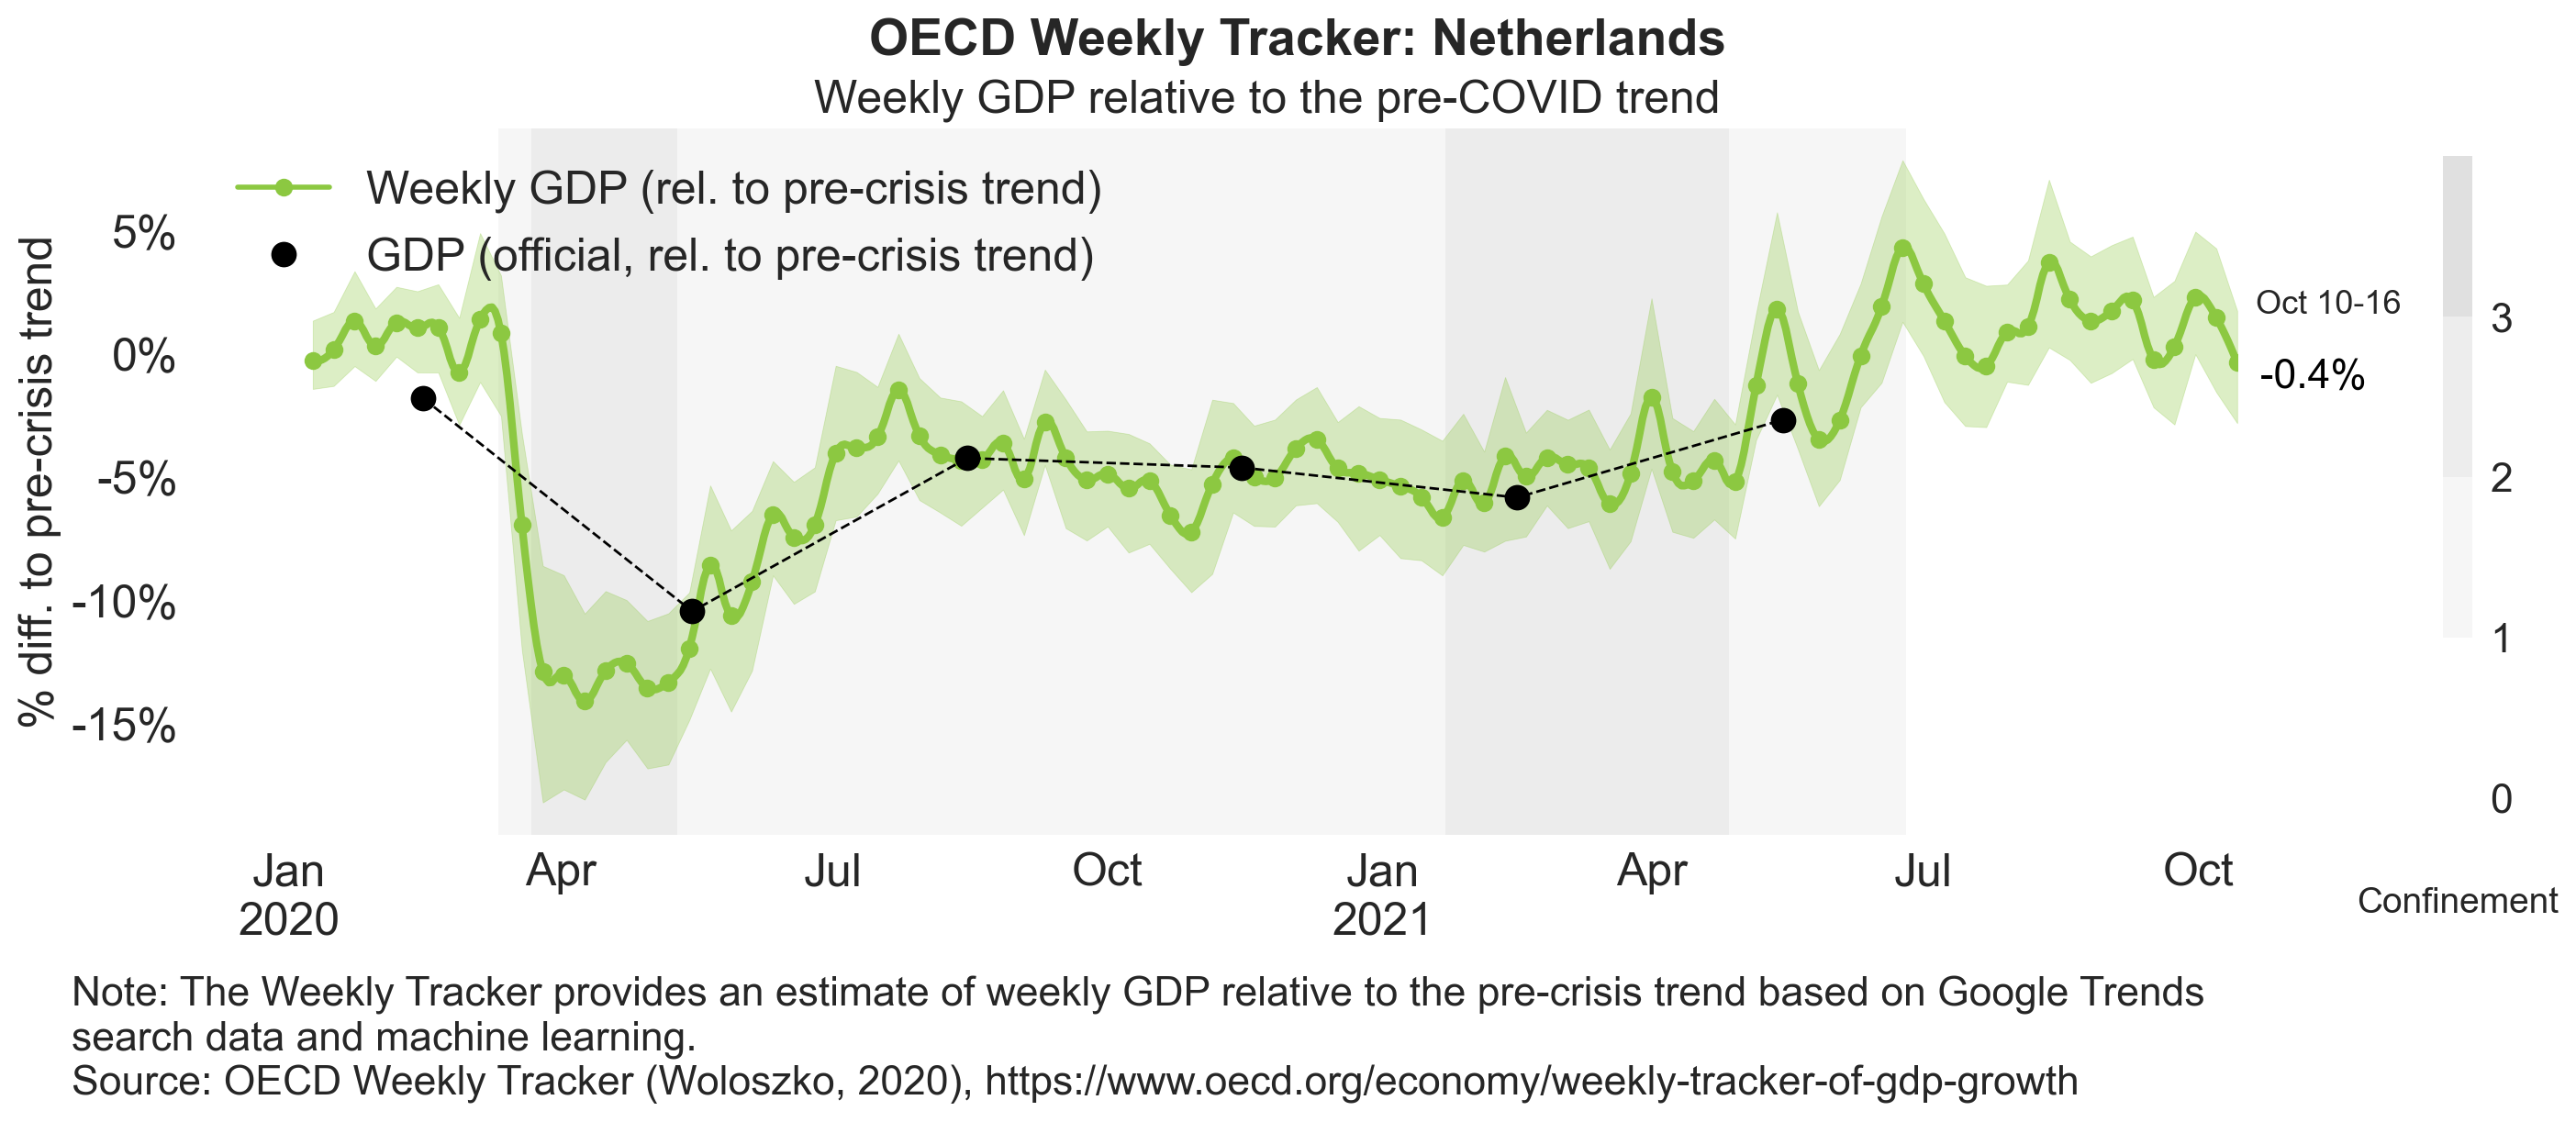 OECD Weekly Tracker: Netherlands
Weekly GDP relative to the pre-COVID trend
Weekly GDP (rel. to pre-crisis trend)
GDP (official, rel. to pre-crisis trend)
% diff. to pre-crisis trend
5%
0%
-5%
-10%
-15%
Oct 10-16
-0.4%
3
2
1
0
Confinement
Jan Apr Jul Oct Jan Apr Jul Oct
2020 2021
Note: The Weekly Tracker provides an estimate of weekly GDP relative to the pre-crisis trend based on Google Trends
search data and machine learning.
Source: OECD Weekly Tracker (Woloszko, 2020), https://www.oecd.org/economy/weekly-tracker-of-gdp-growth